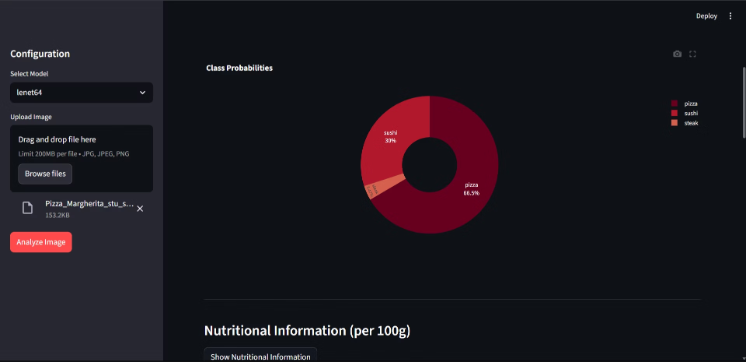 Deploy
Configuration
Select Model
lenet64
Upload Image
Drag and drop file here
Limit 200MB per file • JPG, JPEG, PNG
Browse files
Pizza_Margherita_stu_s...
153.2KB
Analyze Image
Class Probabilities
sushi
30%
pizza
66.5%
pizza
sushi
steak
Nutritional Information (per 100g)
Show Nutritional Information